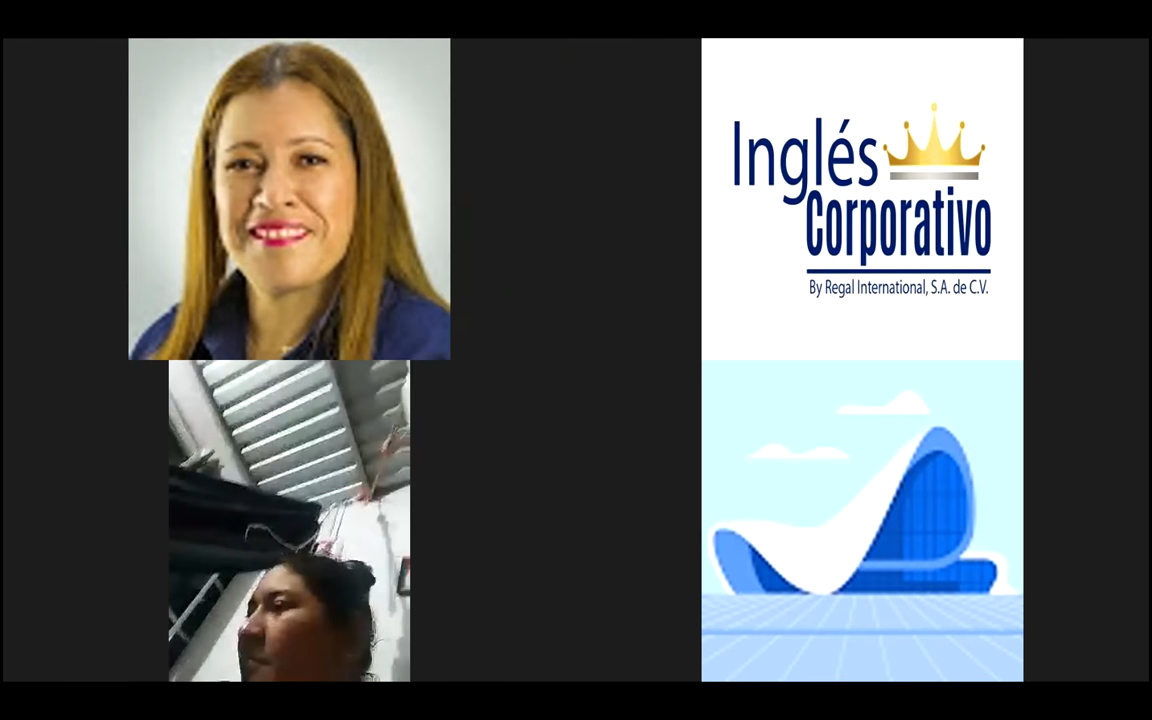 Inglés
Corporativo
By Regal International, S.A. de C.V.